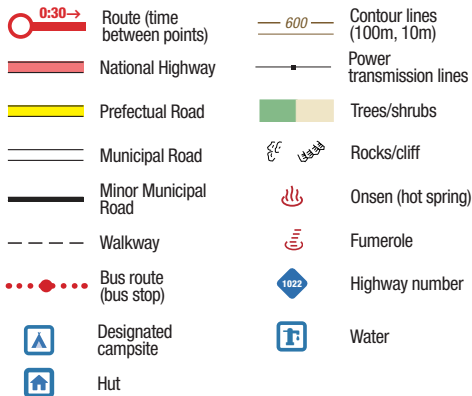 0:30→
Route (time
between points)
National Highway
Prefectual Road
Municipal Road
Minor Municipal
Road
Walkway
Bus route
(bus stop)
Designated
campsite
Hut
600
Contour lines
(100m, 10m)
Power
transmission lines
Trees/shrubs
Rocks/cliff
Onsen (hot spring)
Fumerole
1022
Highway number
Water